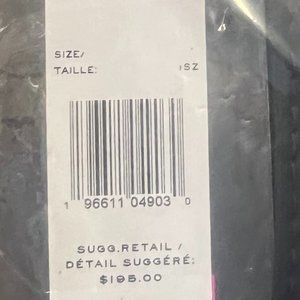 SIZE/
TAILLE: 1SZ
1 96611 04903 0
SUGG.RETAIL /
DÉTAIL SUGGÉRÉ:
$195.00